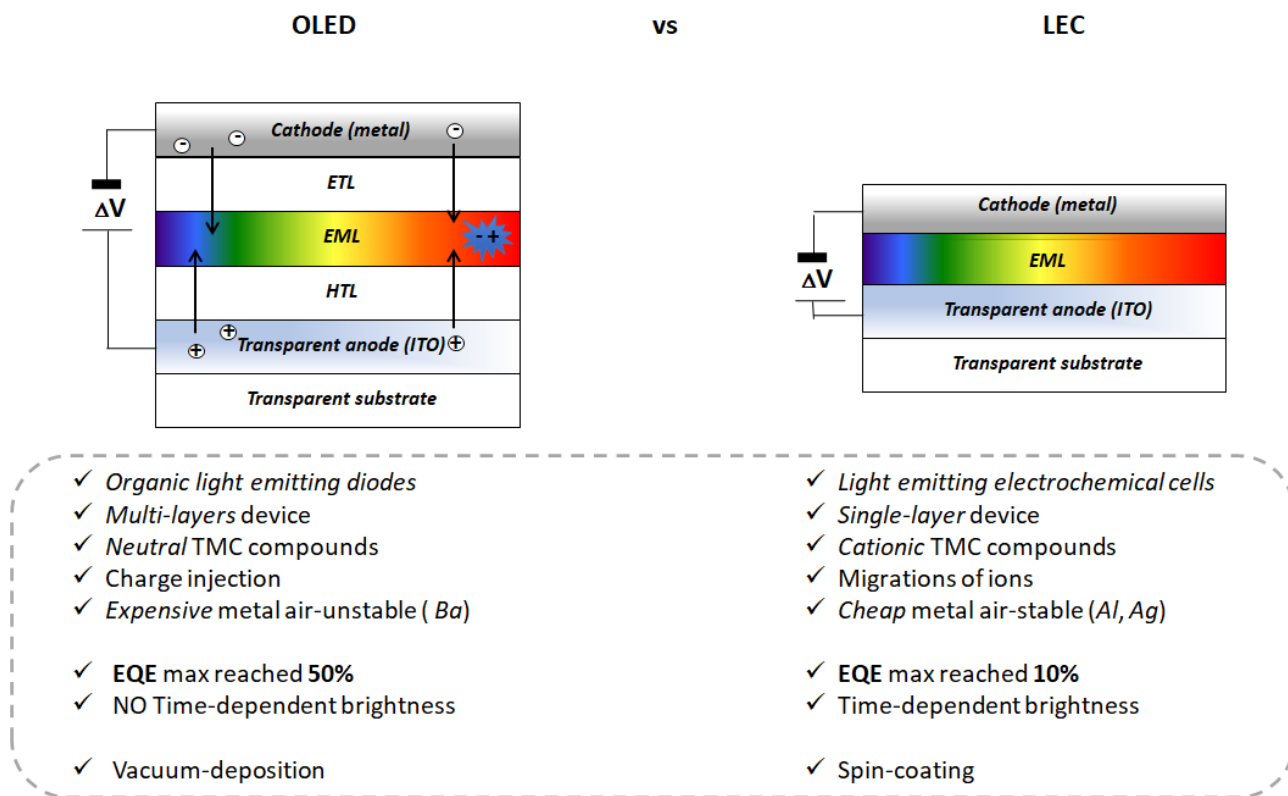 OLED vs LEC
Cathode (metal)
ETL
EML
HTL
Transparent anode (ITO)
Transparent substrate
ΔV
- - -
- +
+ + +
Cathode (metal)
EML
Transparent anode (ITO)
Transparent substrate
ΔV
✓ Organic light emitting diodes
✓ Multi-layers device
✓ Neutral TMC compounds
✓ Charge injection
✓ Expensive metal air-unstable ( Ba)
✓ EQE max reached 50%
✓ NO Time-dependent brightness
✓ Vacuum-deposition
✓ Light emitting electrochemical cells
✓ Single-layer device
✓ Cationic TMC compounds
✓ Migrations of ions
✓ Cheap metal air-stable (Al, Ag)
✓ EQE max reached 10%
✓ Time-dependent brightness
✓ Spin-coating